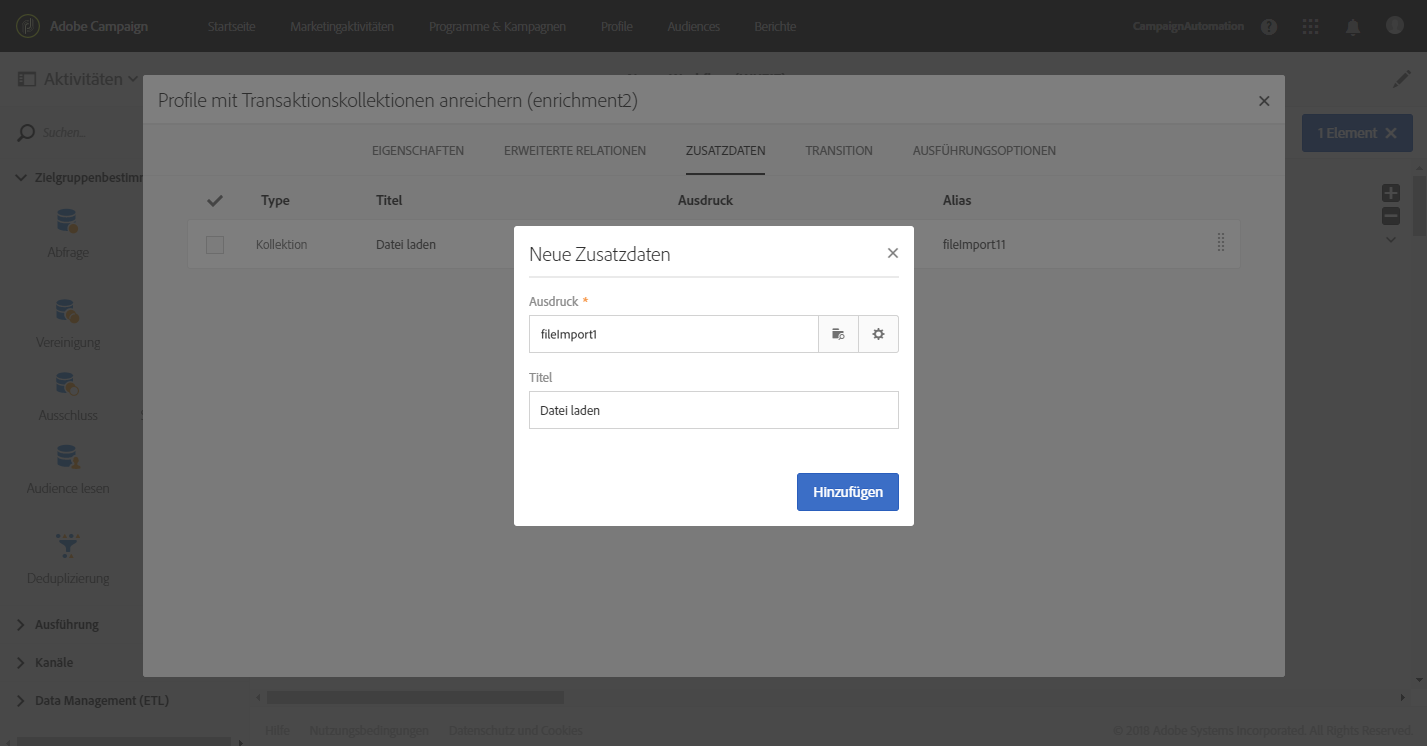 Adobe Campaign Startseite Marketingaktivitäten Programme & Kampagnen Profile Audiences Berichte CampaignAutomation
Aktivitäten
Profile mit Transaktionskollektionen anreichern (enrichment2)
Suchen...
1 Element
EIGENSCHAFTEN ERWEITERTE RELATIONEN ZUSATZDATEN TRANSITION AUSFÜHRUNGSOPTIONEN
Type Titel Ausdruck Alias
Kollektion Datei laden fileImport11
Neue Zusatzdaten
Ausdruck *
fileImport1
Titel
Datei laden
Hinzufügen
Abfrage
Vereinigung
Ausschluss
Audience lesen
Deduplizierung
Ausführung
Kanäle
Data Management (ETL)
Hilfe Nutzungsbedingungen Datenschutz und Cookies © 2018 Adobe Systems Incorporated. All Rights Reserved.